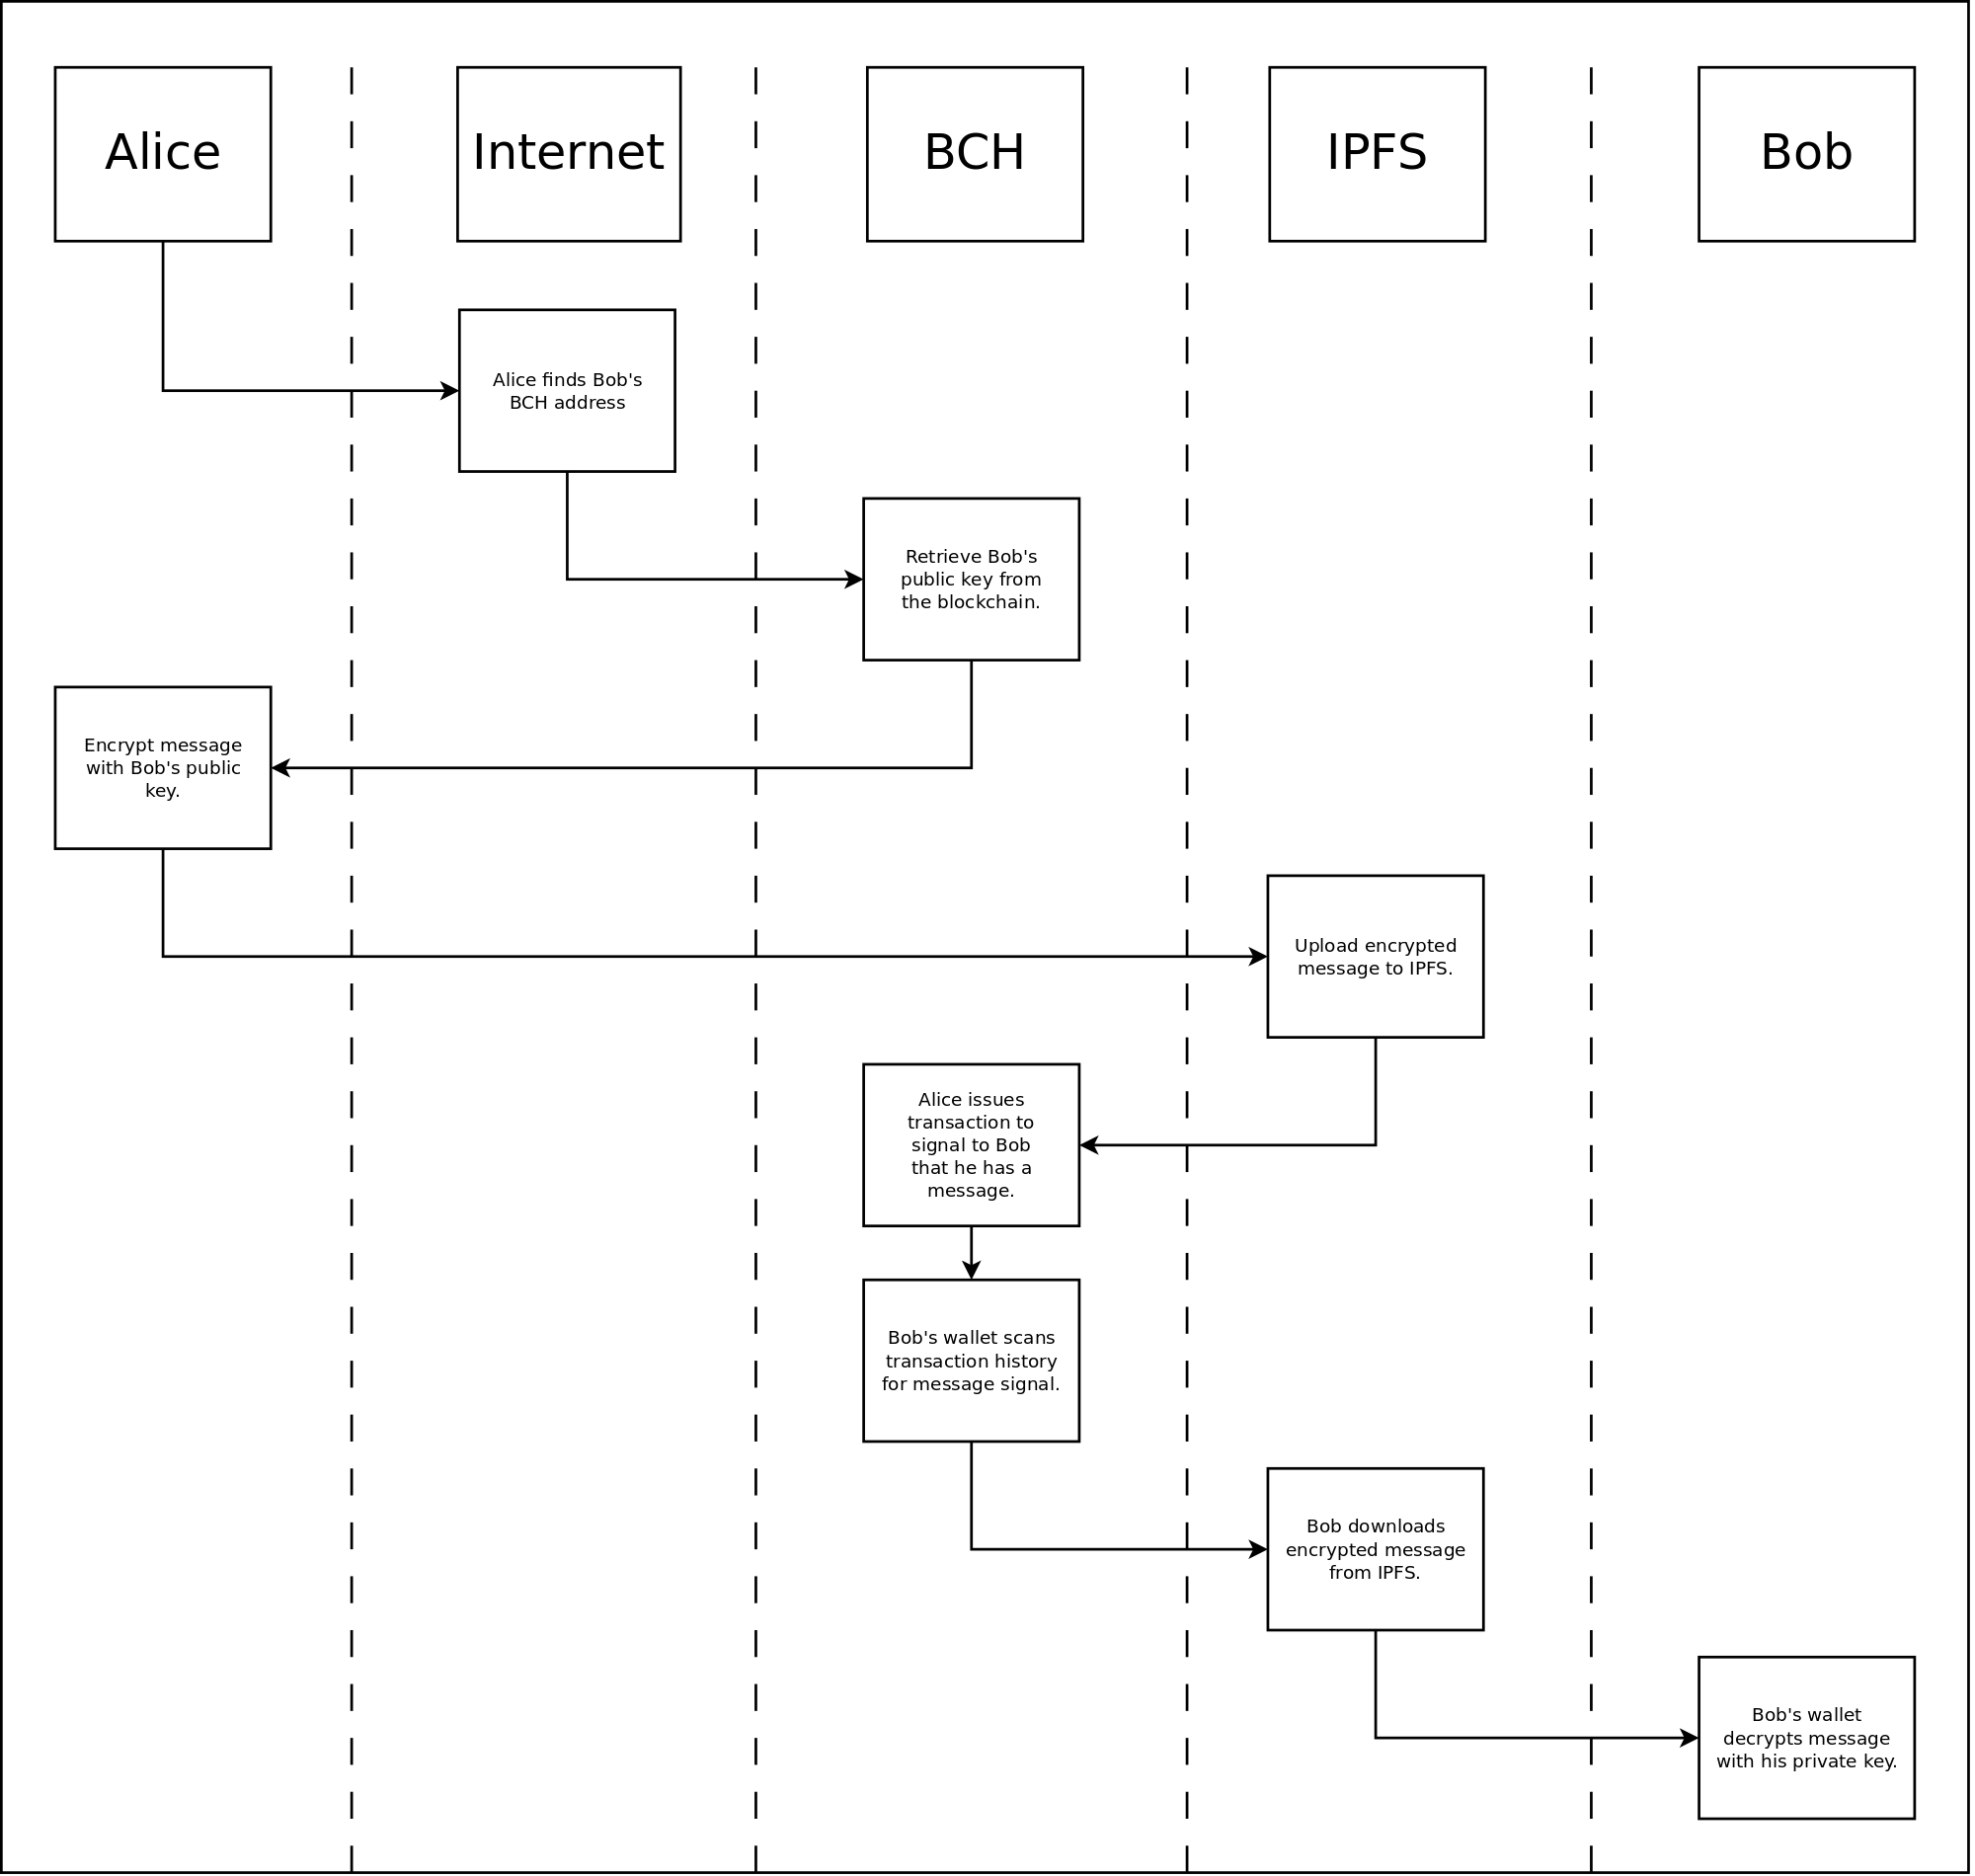 Alice
Internet
BCH
IPFS
Bob
Alice finds Bob's
BCH address
Retrieve Bob's
public key from
the blockchain.
Encrypt message
with Bob's public
key.
Upload encrypted
message to IPFS.
Alice issues
transaction to
signal to Bob
that he has a
message.
Bob's wallet scans
transaction history
for message signal.
Bob downloads
encrypted message
from IPFS.
Bob's wallet
decrypts message
with his private key.